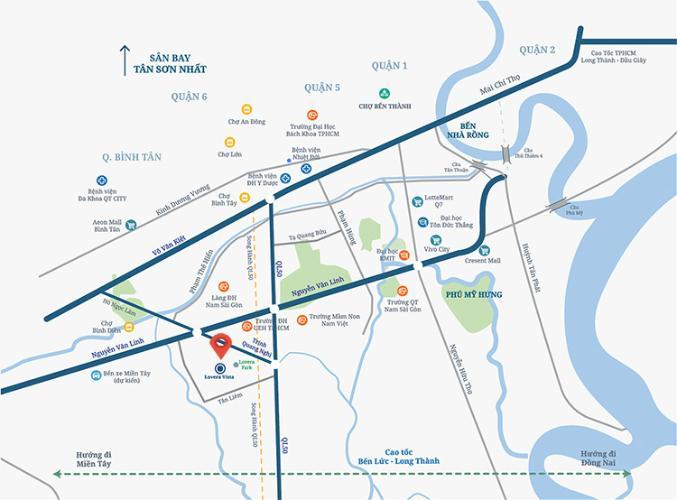 SÂN BAY
TÂN SƠN NHẤT
QUẬN 6
QUẬN 5
QUẬN 1
QUẬN 2
Cao Tốc TPHCM
Long Thành - Dầu Giây
Mai Chí Thọ
CHỢ BẾN THÀNH
Chợ An Đông
Trường Đại Học
Bách Khoa TPHCM
BẾN
NHÀ RỒNG
Chợ Lớn
Bệnh viện
Nhiệt Đới
Q. BÌNH TÂN
Cầu
Thủ Thiêm 4
Cầu
Tân Thuận
Bệnh viện
ĐH Y Dược
Bệnh viện
Đa Khoa QT CITY
Kinh Dương Vương
Chợ
Bình Tây
LotteMart
Cầu
Phú Mỹ
Aeon Mall
Bình Tân
Đại học
Tôn Đức Thắng
Phạm Hùng
Võ Văn Kiệt
Tạ Quang Bửu
Vivo City
Song Hành QL50
Phạm Thế Hiển
Đại học
RMIT
Cresent Mall
Huỳnh Tấn Phát
QL50
Làng ĐH
Nam Sài Gòn
Nguyễn Văn Linh
Trường QT
Nam Sài Gòn
PHÚ MỸ HƯNG
Hồ Ngọc Lãm
Chợ
Bình Điền
Trường ĐH
UEH TPHCM
Trường Mầm Non
Nam Việt
Nguyễn Văn Linh
Trịnh
Quang Nghị
Lovera
Park
Lovera Vista
Bến xe Miền Tây
(dự kiến)
Nguyễn Hữu Thọ
Tân Liêm
Song Hành QL50
QL50
Hướng đi
Miền Tây
Cao tốc
Bến Lức - Long Thành
Hướng đi
Đồng Nai